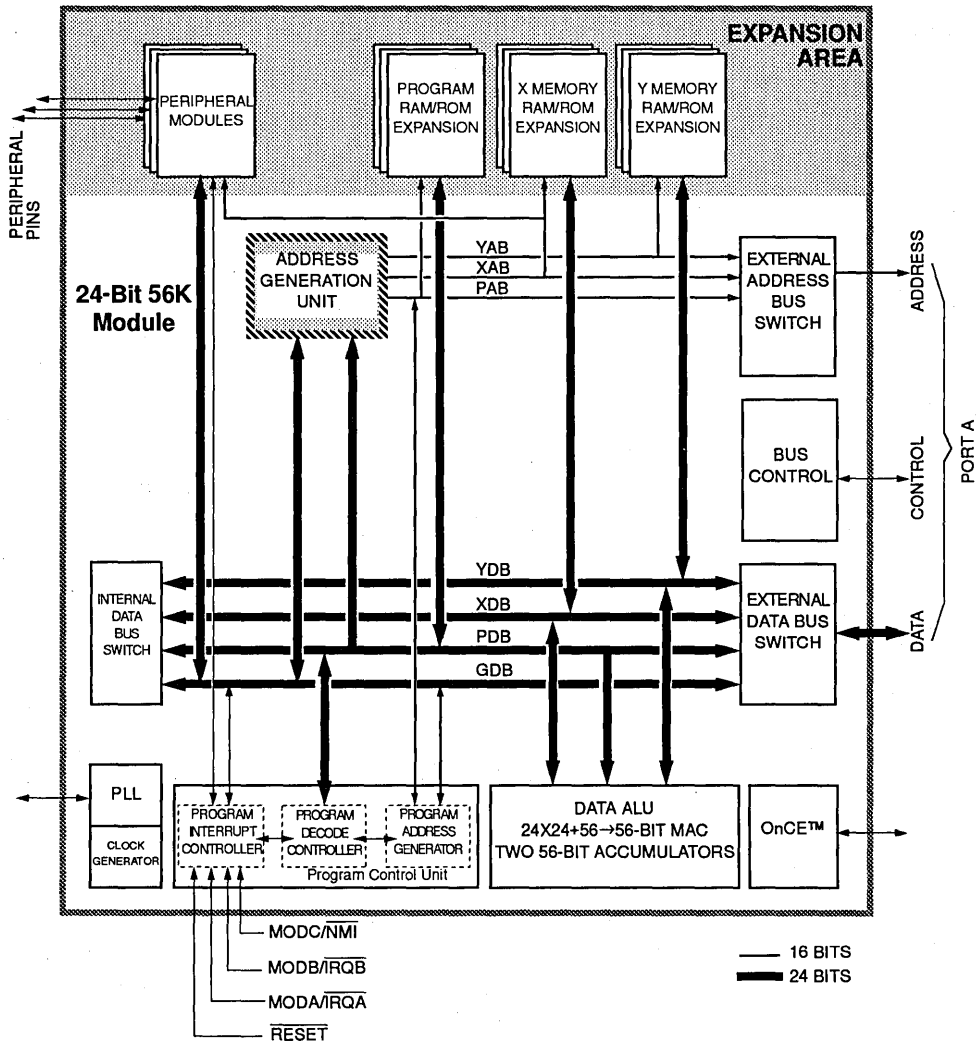 EXPANSION
AREA
PERIPHERAL
MODULES
PROGRAM
RAM/ROM
EXPANSION
X MEMORY
RAM/ROM
EXPANSION
Y MEMORY
RAM/ROM
EXPANSION
PERIPHERAL
PINS
24-Bit 56K
Module
ADDRESS
GENERATION
UNIT
YAB
XAB
PAB
EXTERNAL
ADDRESS
BUS
SWITCH
ADDRESS
BUS
CONTROL
CONTROL
PORT A
INTERNAL
DATA
BUS
SWITCH
YDB
XDB
PDB
GDB
EXTERNAL
DATA BUS
SWITCH
DATA
PLL
CLOCK
GENERATOR
PROGRAM
INTERRUPT
CONTROLLER
PROGRAM
DECODE
CONTROLLER
PROGRAM
ADDRESS
GENERATOR
Program Control Unit
DATA ALU
24X24+56→56-BIT MAC
TWO 56-BIT ACCUMULATORS
OnCE™
MODC/N̅M̅I̅
MODB/I̅R̅Q̅B̅
MODA/I̅R̅Q̅A̅
R̅E̅S̅E̅T̅
16 BITS
24 BITS